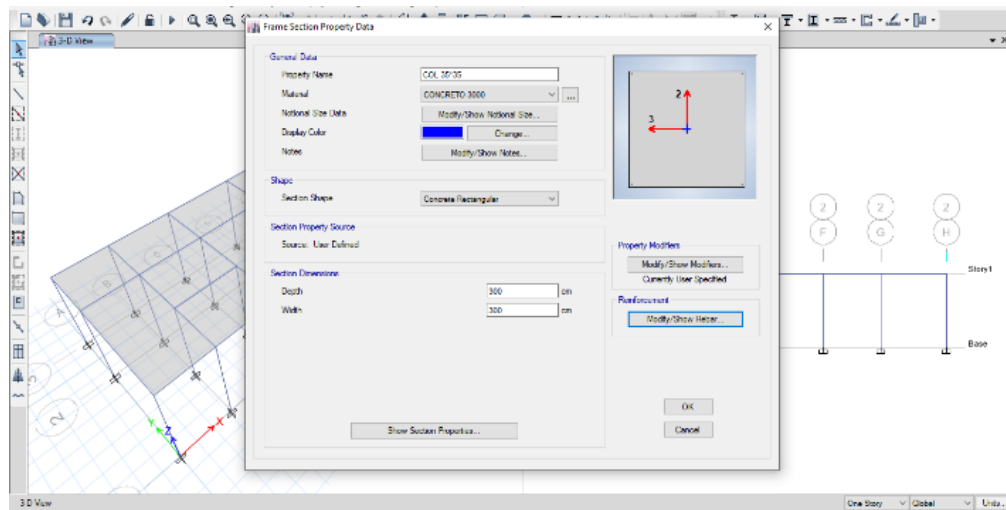 3-D View
Frame Section Property Data
General Data
Property Name
COL 35*35
Material
CONCRETO 3000
...
Notional Size Data
Modify/Show Notional Size...
Display Color
Change...
Notes
Modify/Show Notes...
Shape
Section Shape
Concrete Rectangular
Section Property Source
Source: User Defined
Section Dimensions
Depth
300
cm
Width
300
cm
Show Section Properties...
2
3
Property Modifiers
Modify/Show Modifiers...
Currently User Specified
Reinforcement
Modify/Show Rebar...
OK
Cancel
2
2
2
F
G
H
Story1
Base
A
B
2
X
Y
Z
3-D View
One Story
Global
Units...